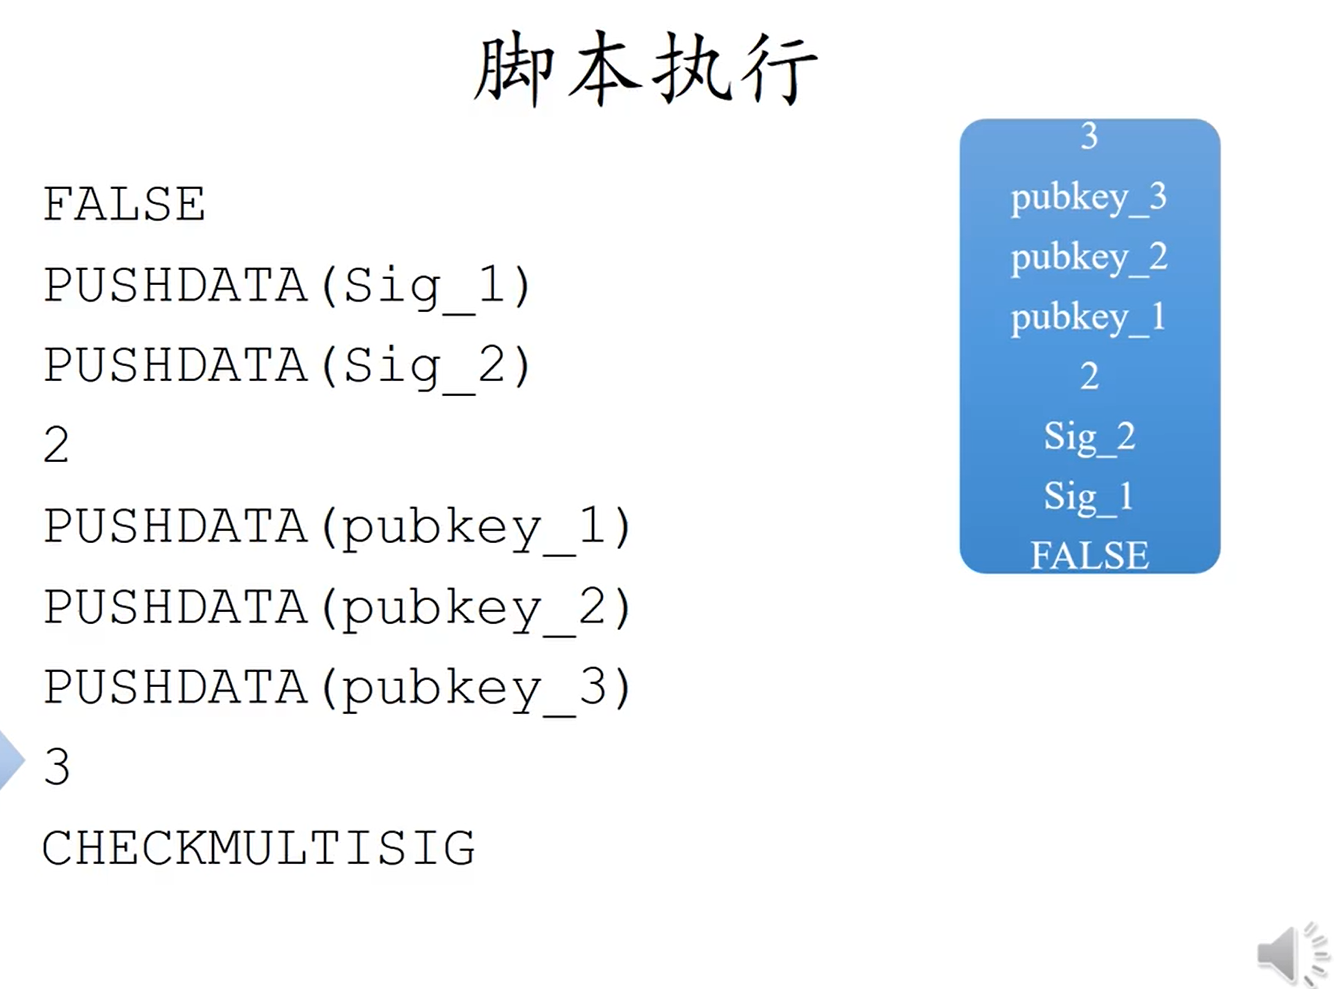 脚本执行
FALSE
PUSHDATA(Sig_1)
PUSHDATA(Sig_2)
2
PUSHDATA(pubkey_1)
PUSHDATA(pubkey_2)
PUSHDATA(pubkey_3)
3
CHECKMULTISIG
3
pubkey_3
pubkey_2
pubkey_1
2
Sig_2
Sig_1
FALSE